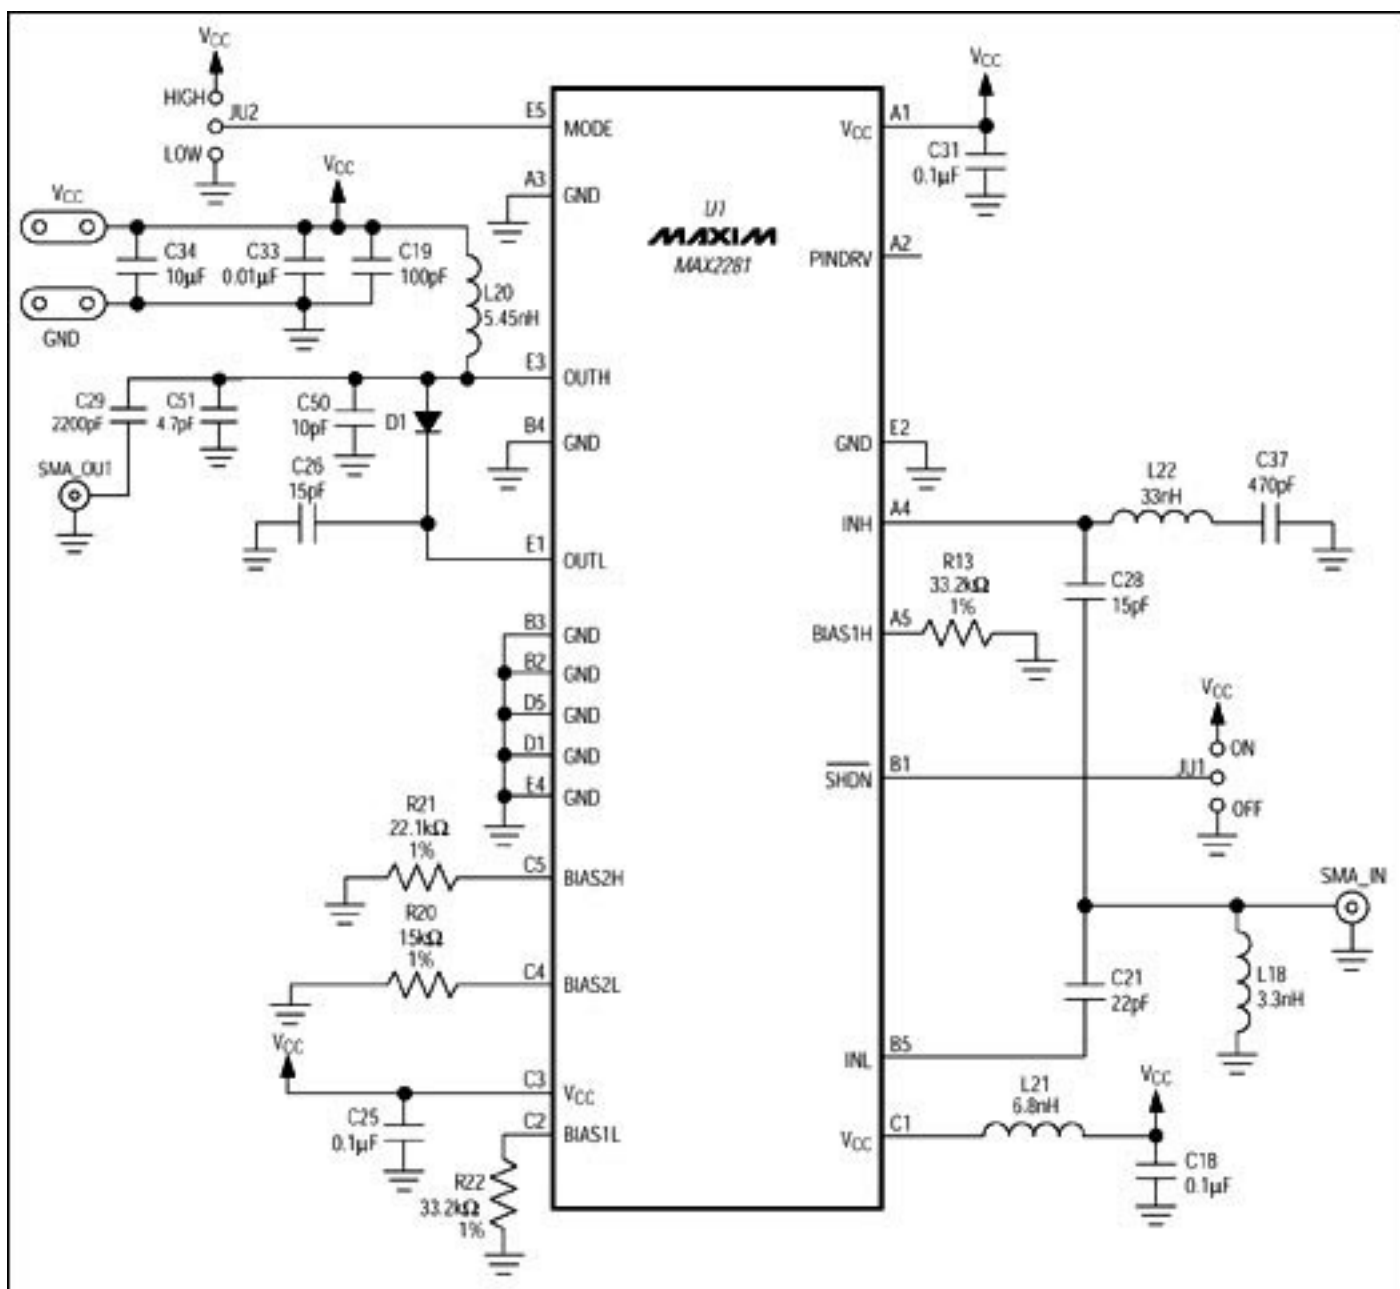 VCC
HIGH
JU2
LOW
VCC
GND
VCC
C34
10µF
C33
0.01µF
C19
100pF
L20
5.45nH
C29
2200pF
C51
4.7pF
C50
10pF
D1
SMA_OU1
C26
15pF
E5
MODE
A3
GND
E3
OUTH
B4
GND
E1
OUTL
B3
GND
B2
GND
D5
GND
D1
GND
E4
GND
R21
22.1kΩ
1%
C5
BIAS2H
R20
15kΩ
1%
C4
BIAS2L
VCC
C3
VCC
C25
0.1µF
C2
BIAS1L
R22
33.2kΩ
1%
U1
MAXIM
MAX2281
VCC
A1
VCC
C31
0.1µF
PINDRV
A2
GND
E2
INH
A4
L22
33nH
C37
470pF
C28
15pF
R13
33.2kΩ
1%
BIAS1H
A5
SHDN
B1
VCC
ON
JU1
OFF
SMA_IN
C21
22pF
L18
3.3nH
INL
B5
L21
6.8nH
VCC
VCC
C1
C18
0.1µF